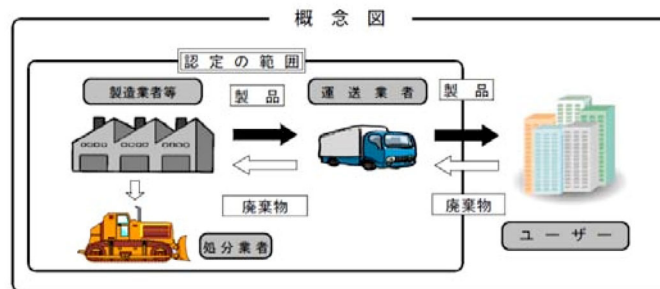 概念図
認定の範囲
製造業者等
製品
運送業者
製品
廃棄物
廃棄物
処分業者
ユーザー